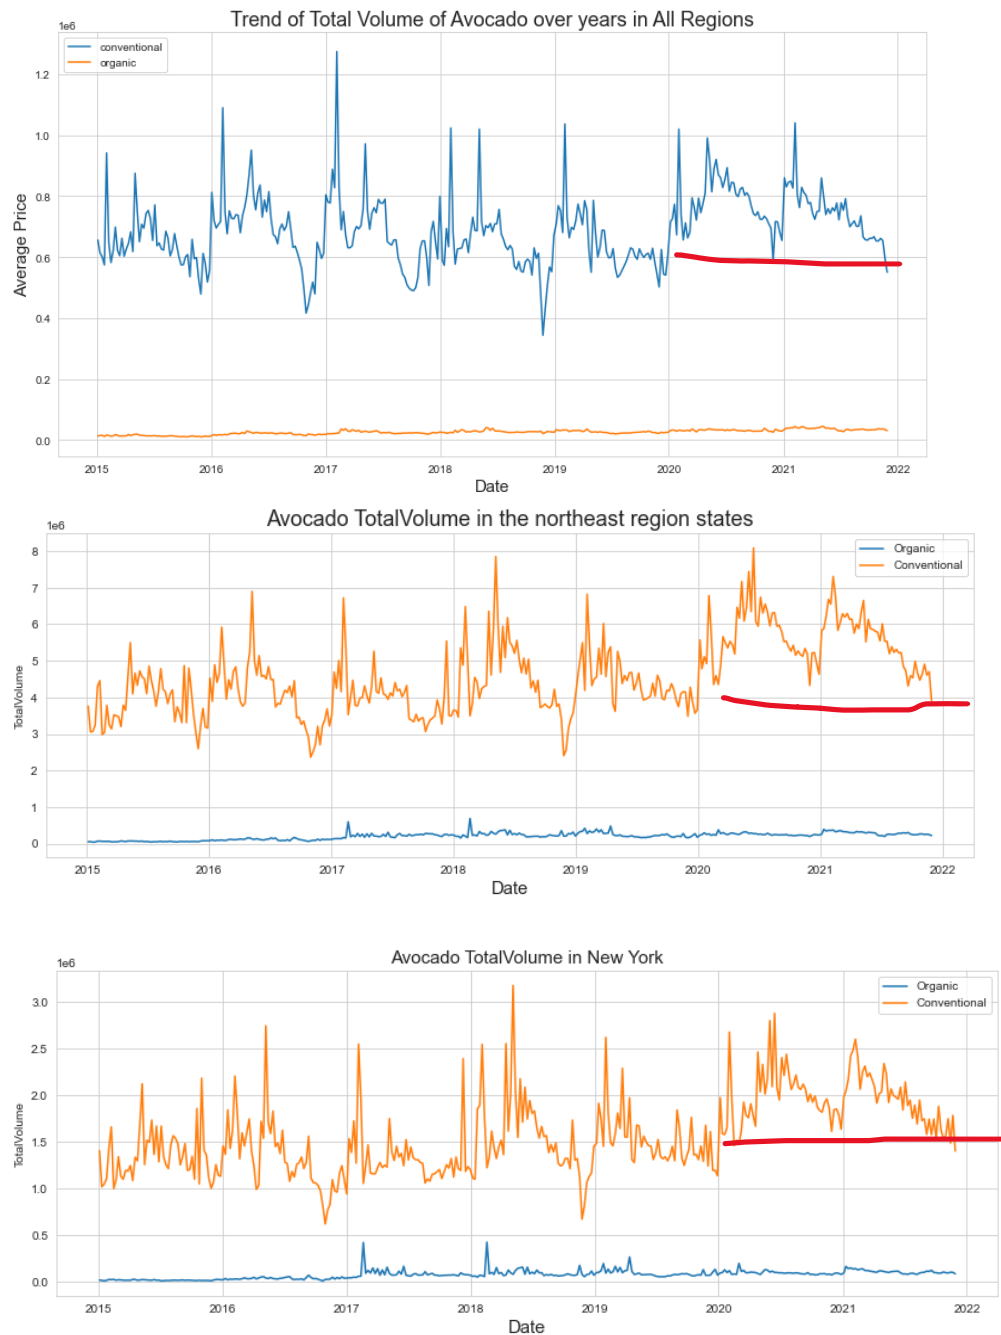 Trend of Total Volume of Avocado over years in All Regions
1e6
conventional
organic
1.2
1.0
0.8
0.6
0.4
0.2
0.0
Average Price
2015 2016 2017 2018 2019 2020 2021 2022
Date
Avocado TotalVolume in the northeast region states
1e6
Organic
Conventional
8
7
6
5
4
3
2
1
0
TotalVolume
2015 2016 2017 2018 2019 2020 2021 2022
Date
Avocado TotalVolume in New York
1e6
Organic
Conventional
3.0
2.5
2.0
1.5
1.0
0.5
0.0
TotalVolume
2015 2016 2017 2018 2019 2020 2021 2022
Date